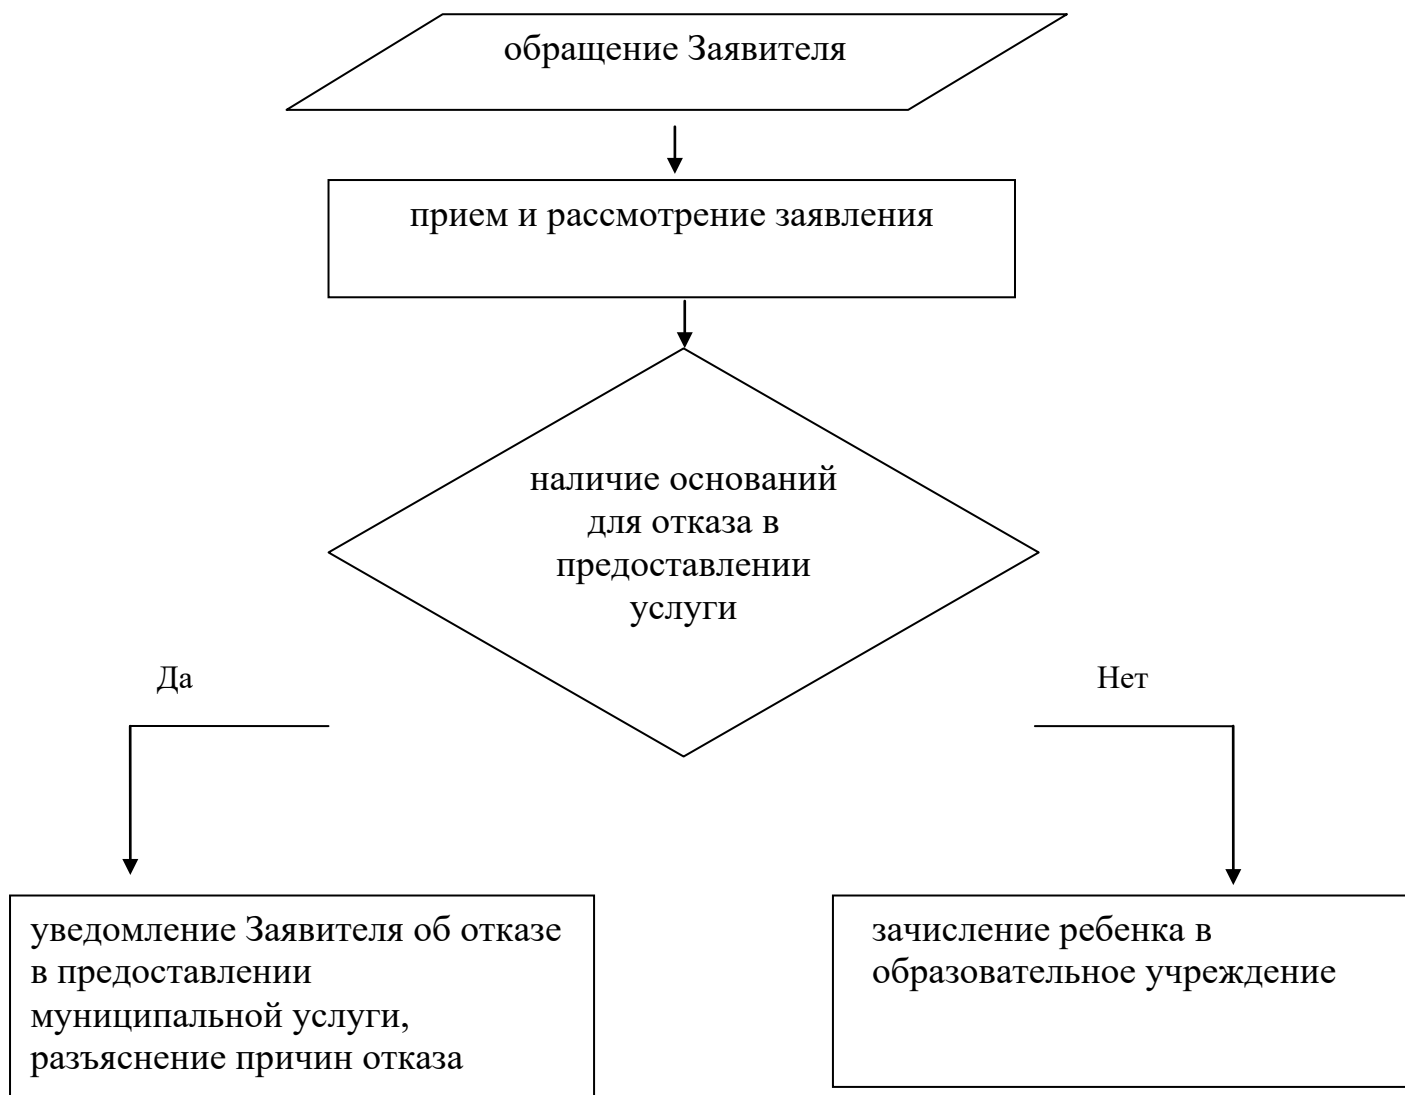 обращение Заявителя
прием и рассмотрение заявления
наличие оснований
для отказа в
предоставлении
услуги
Да
Нет
уведомление Заявителя об отказе
в предоставлении
муниципальной услуги,
разъяснение причин отказа
зачисление ребенка в
образовательное учреждение